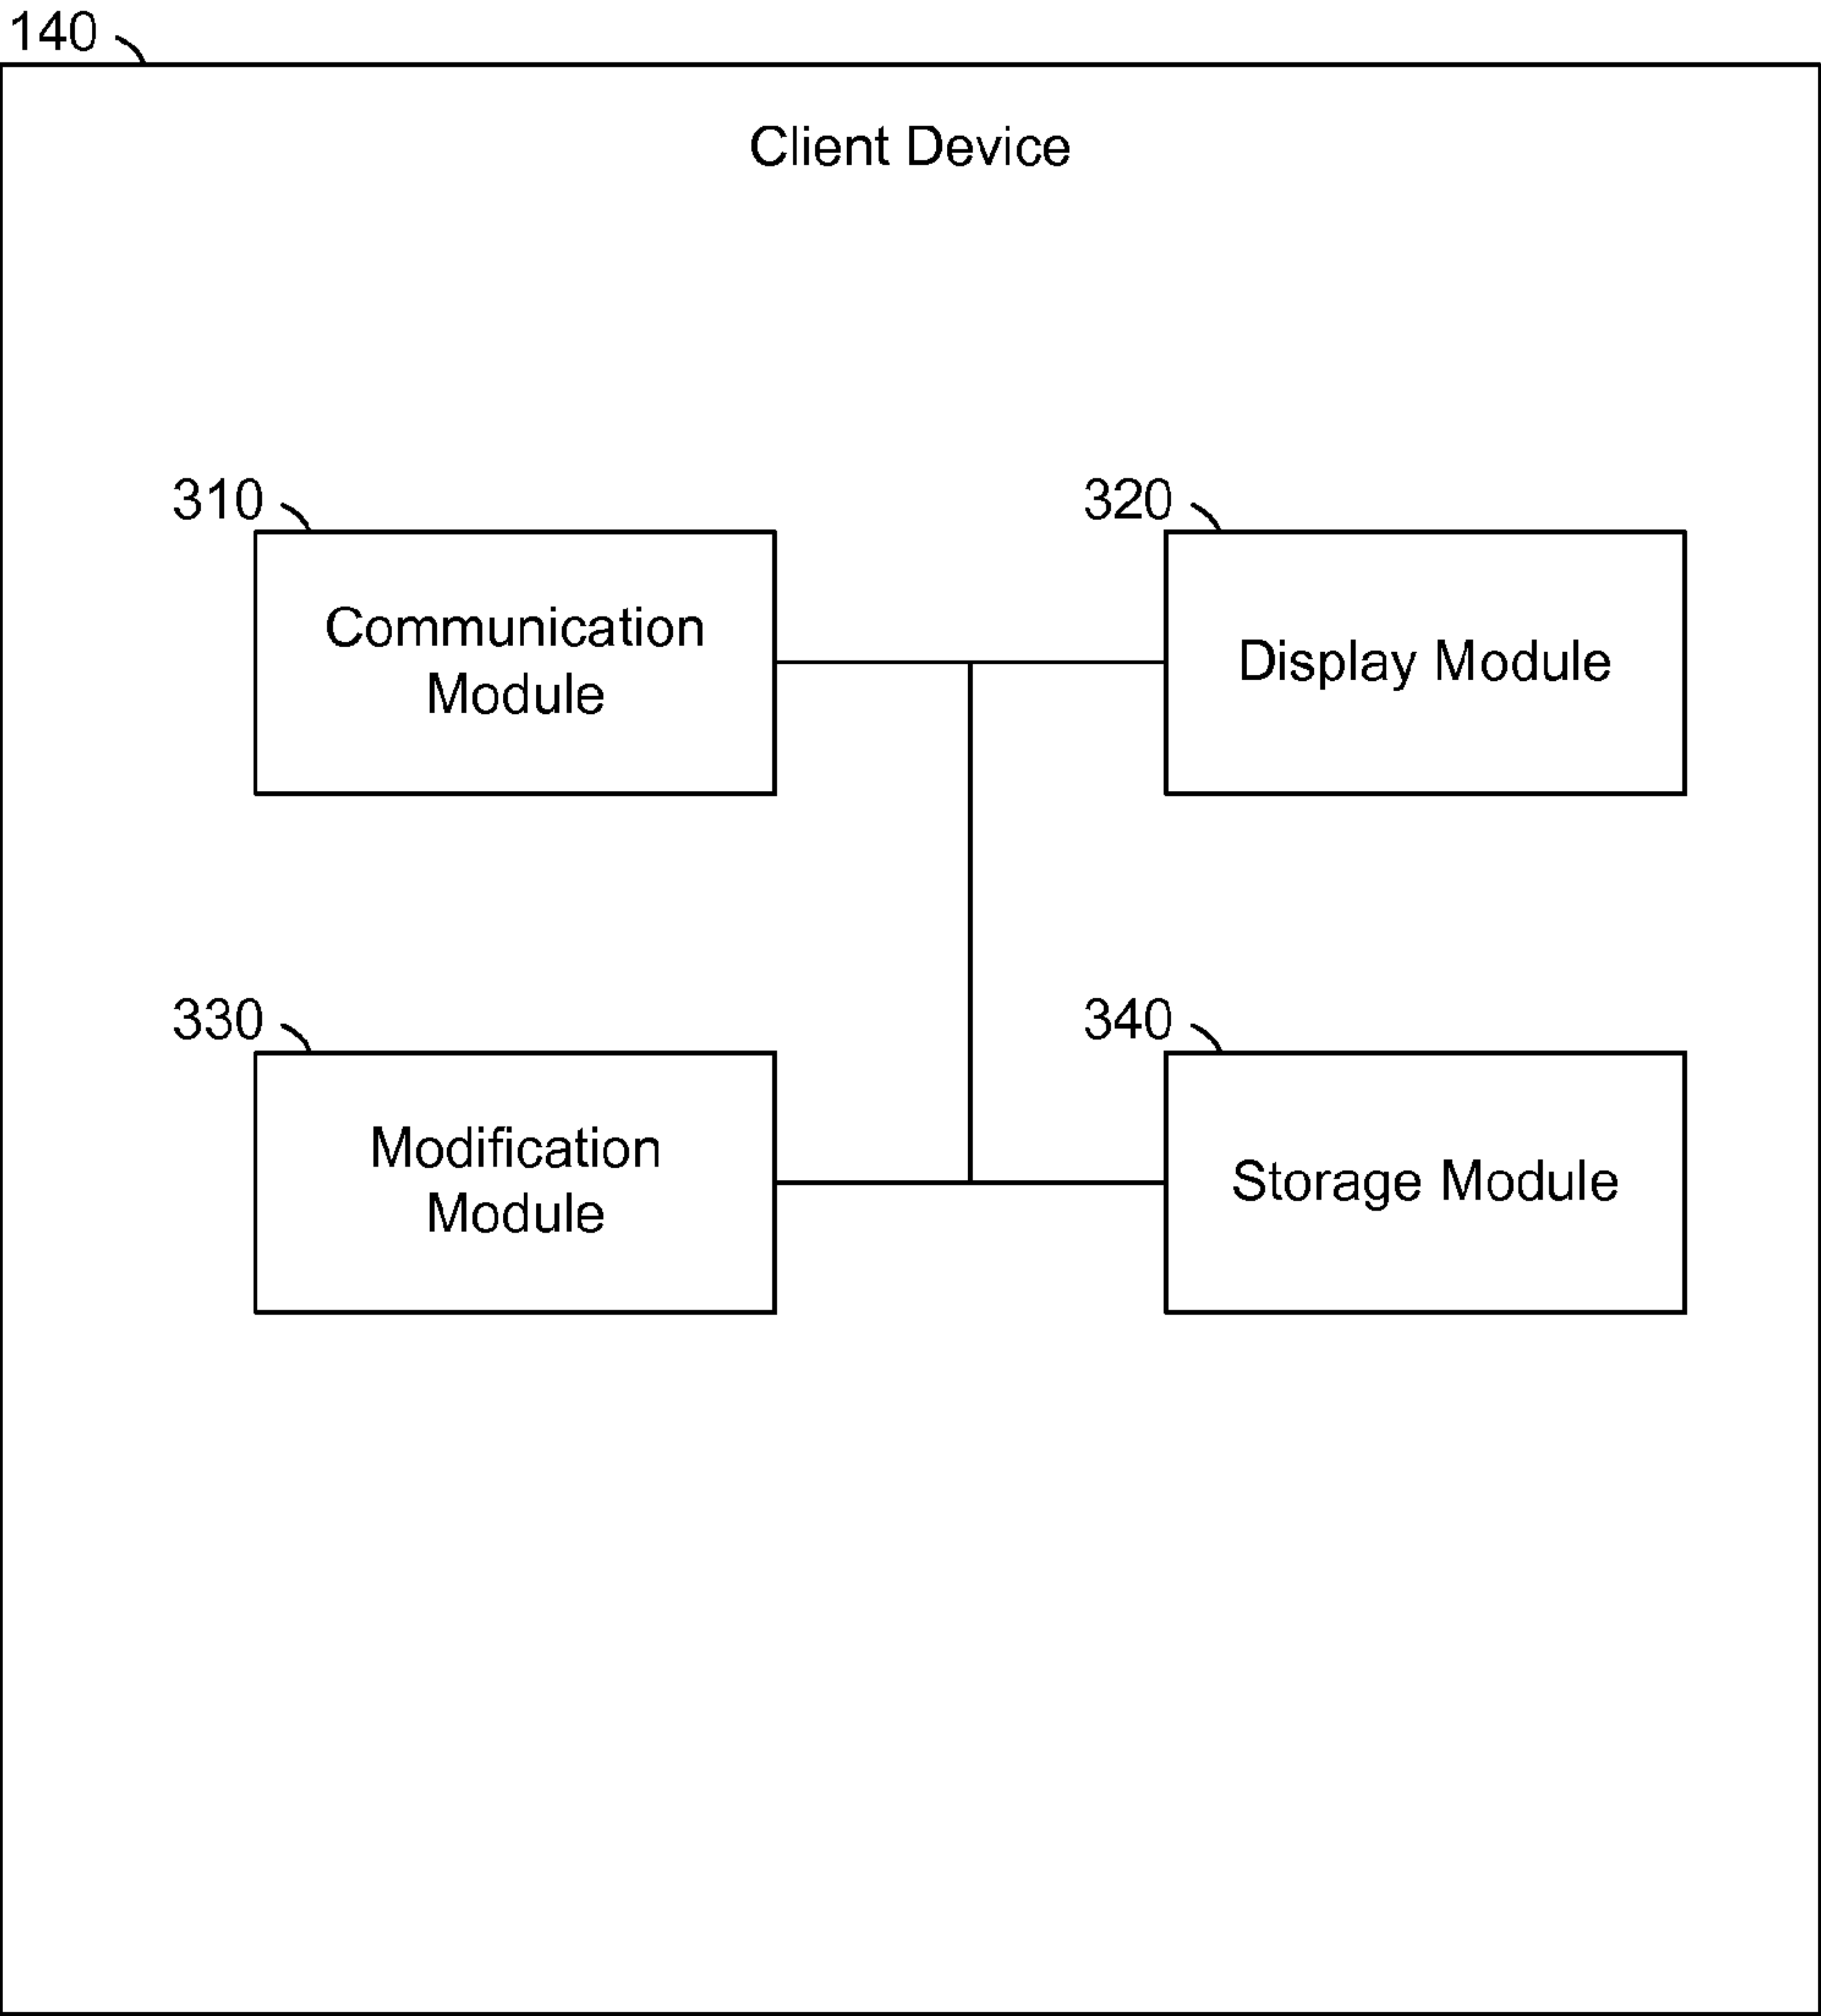 140
Client Device
310
320
Communication
Module
Display Module
330
340
Modification
Module
Storage Module